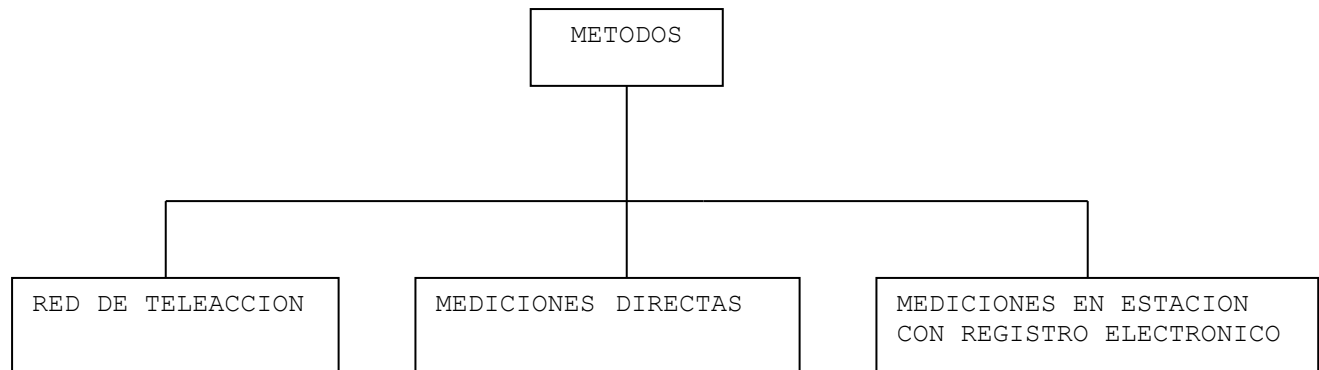 METODOS
RED DE TELEACCION
MEDICIONES DIRECTAS
MEDICIONES EN ESTACION
CON REGISTRO ELECTRONICO